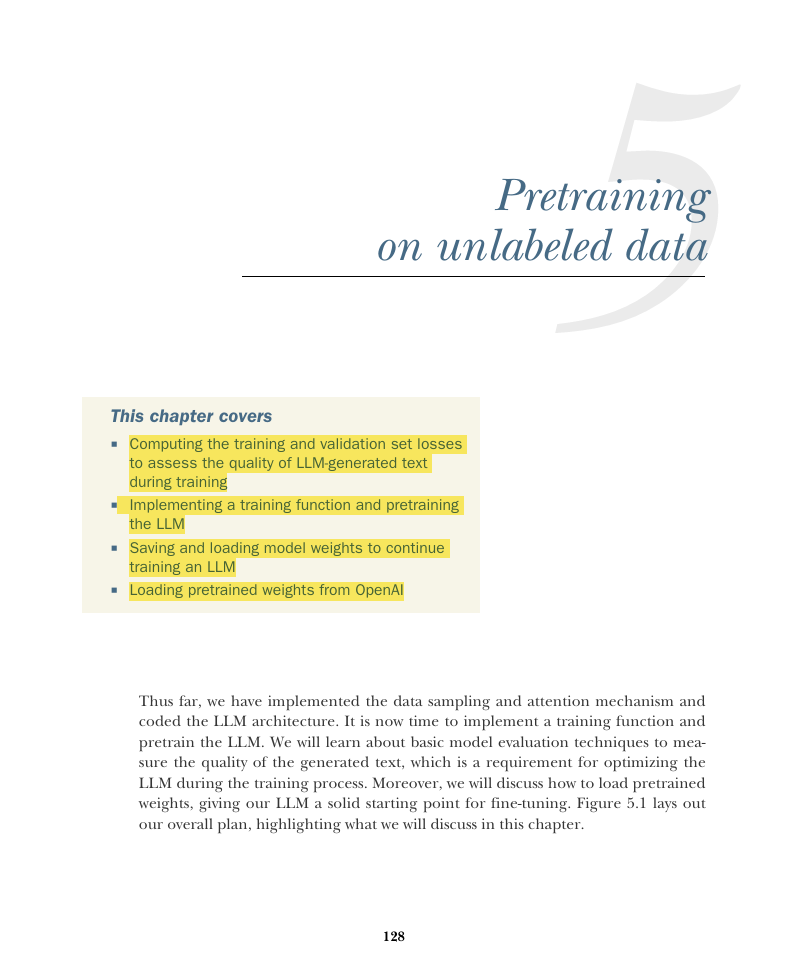 5
Pretraining
on unlabeled data
This chapter covers
▪ Computing the training and validation set losses
to assess the quality of LLM-generated text
during training
▪ Implementing a training function and pretraining
the LLM
▪ Saving and loading model weights to continue
training an LLM
▪ Loading pretrained weights from OpenAI
Thus far, we have implemented the data sampling and attention mechanism and
coded the LLM architecture. It is now time to implement a training function and
pretrain the LLM. We will learn about basic model evaluation techniques to mea-
sure the quality of the generated text, which is a requirement for optimizing the
LLM during the training process. Moreover, we will discuss how to load pretrained
weights, giving our LLM a solid starting point for fine-tuning. Figure 5.1 lays out
our overall plan, highlighting what we will discuss in this chapter.
128